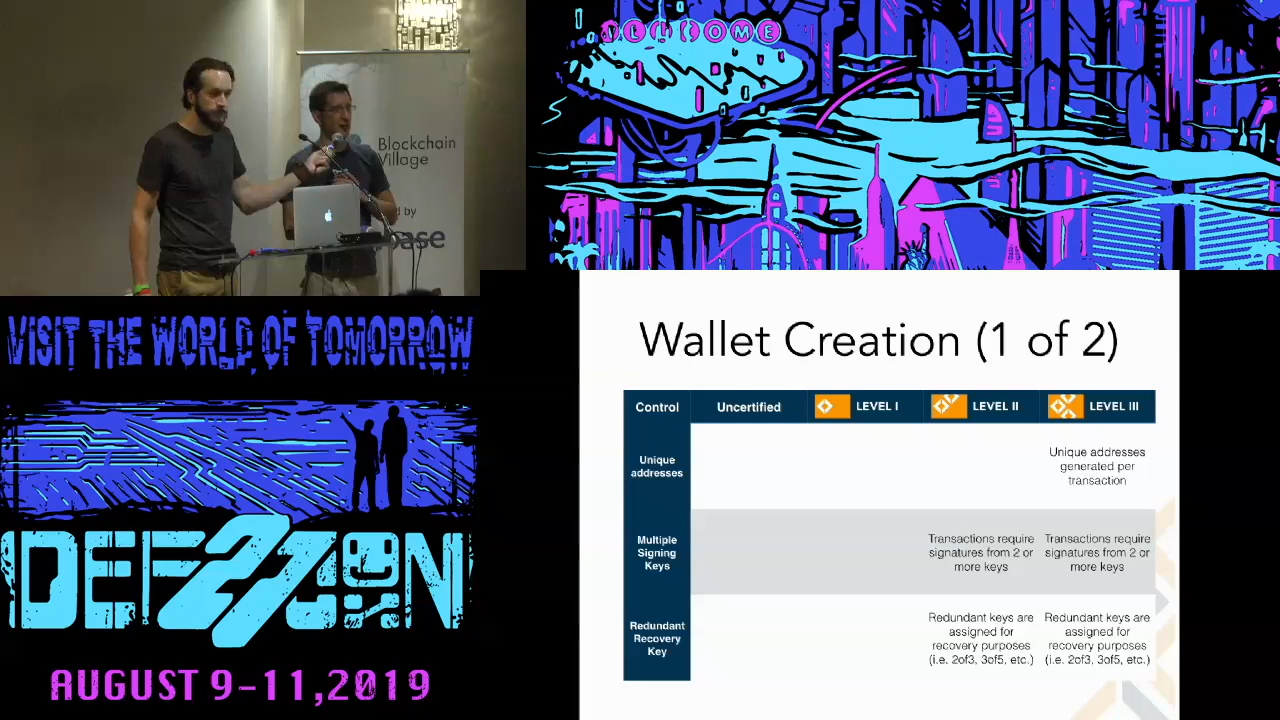 WELCOME
Blockchain
Village
VISIT THE WORLD OF TOMORROW
DEFCON
27
AUGUST 9-11,2019
Wallet Creation (1 of 2)
Control Uncertified LEVEL I LEVEL II LEVEL III
Unique
addresses
Unique addresses
generated per
transaction
Multiple
Signing
Keys
Transactions require
signatures from 2 or
more keys
Transactions require
signatures from 2 or
more keys
Redundant
Recovery
Key
Redundant keys are
assigned for
recovery purposes
(i.e. 2of3, 3of5, etc.)
Redundant keys are
assigned for
recovery purposes
(i.e. 2of3, 3of5, etc.)